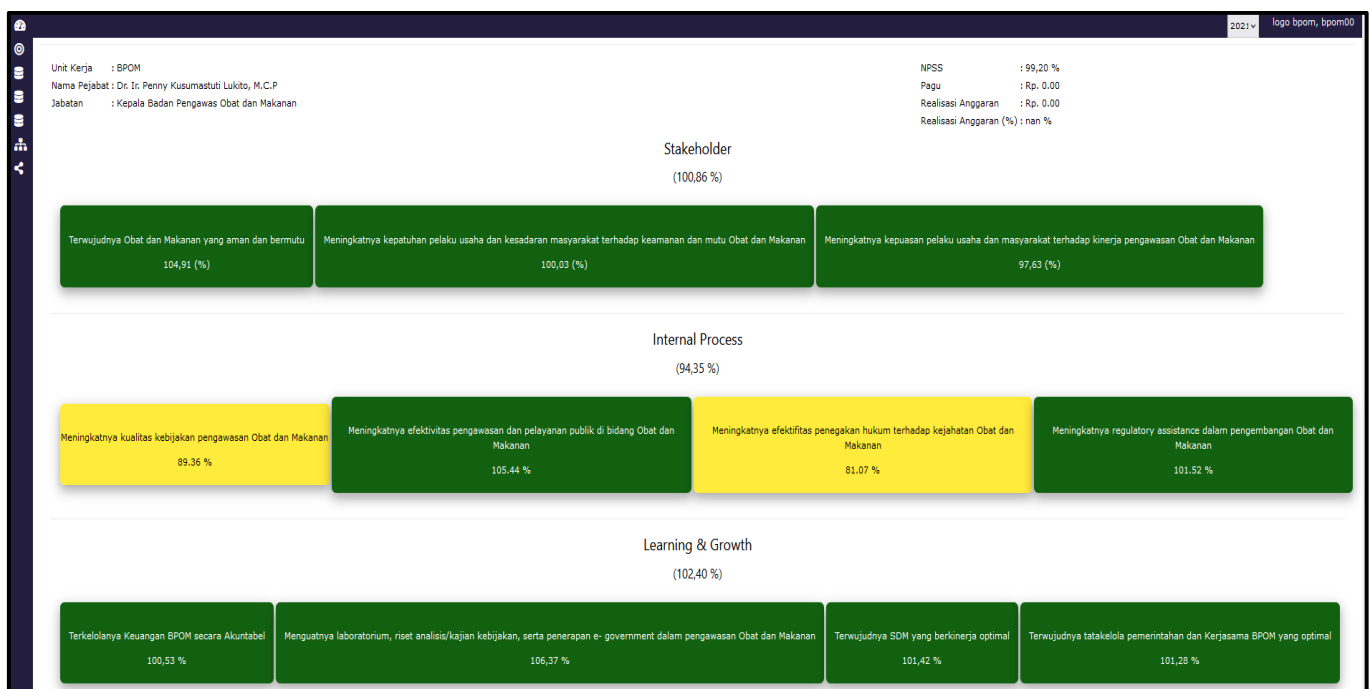 2021 logo bpom, bpom00
Unit Kerja : BPOM
Nama Pejabat : Dr. Ir. Penny Kusumastuti Lukito, M.C.P
Jabatan : Kepala Badan Pengawas Obat dan Makanan
NPSS : 99,20 %
Pagu : Rp. 0.00
Realisasi Anggaran : Rp. 0.00
Realisasi Anggaran (%) : nan %
Stakeholder
(100,86 %)
Terwujudnya Obat dan Makanan yang aman dan bermutu
104,91 (%)
Meningkatnya kepatuhan pelaku usaha dan kesadaran masyarakat terhadap keamanan dan mutu Obat dan Makanan
100,03 (%)
Meningkatnya kepuasan pelaku usaha dan masyarakat terhadap kinerja pengawasan Obat dan Makanan
97,63 (%)
Internal Process
(94,35 %)
Meningkatnya kualitas kebijakan pengawasan Obat dan Makanan
89.36 %
Meningkatnya efektivitas pengawasan dan pelayanan publik di bidang Obat dan
Makanan
105.44 %
Meningkatnya efektifitas penegakan hukum terhadap kejahatan Obat dan
Makanan
81.07 %
Meningkatnya regulatory assistance dalam pengembangan Obat dan
Makanan
101.52 %
Learning & Growth
(102,40 %)
Terkelolanya Keuangan BPOM secara Akuntabel
100,53 %
Menguatnya laboratorium, riset analisis/kajian kebijakan, serta penerapan e- government dalam pengawasan Obat dan Makanan
106,37 %
Terwujudnya SDM yang berkinerja optimal
101,42 %
Terwujudnya tatakelola pemerintahan dan Kerjasama BPOM yang optimal
101,28 %